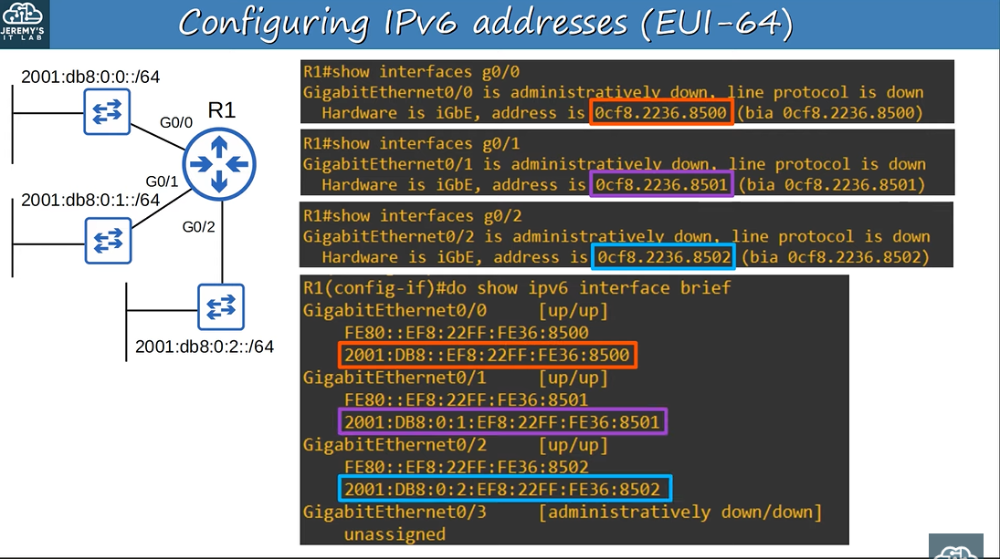 JEREMY'S
IT LAB
Configuring IPv6 addresses (EUI-64)
2001:db8:0:0::/64
G0/0
R1
G0/1
2001:db8:0:1::/64
G0/2
2001:db8:0:2::/64
R1#show interfaces g0/0
GigabitEthernet0/0 is administratively down, line protocol is down
Hardware is iGbE, address is 0cf8.2236.8500 (bia 0cf8.2236.8500)
R1#show interfaces g0/1
GigabitEthernet0/1 is administratively down, line protocol is down
Hardware is iGbE, address is 0cf8.2236.8501 (bia 0cf8.2236.8501)
R1#show interfaces g0/2
GigabitEthernet0/2 is administratively down, line protocol is down
Hardware is iGbE, address is 0cf8.2236.8502 (bia 0cf8.2236.8502)
R1(config-if)#do show ipv6 interface brief
GigabitEthernet0/0 [up/up]
FE80::EF8:22FF:FE36:8500
2001:DB8::EF8:22FF:FE36:8500
GigabitEthernet0/1 [up/up]
FE80::EF8:22FF:FE36:8501
2001:DB8:0:1:EF8:22FF:FE36:8501
GigabitEthernet0/2 [up/up]
FE80::EF8:22FF:FE36:8502
2001:DB8:0:2:EF8:22FF:FE36:8502
GigabitEthernet0/3 [administratively down/down]
unassigned